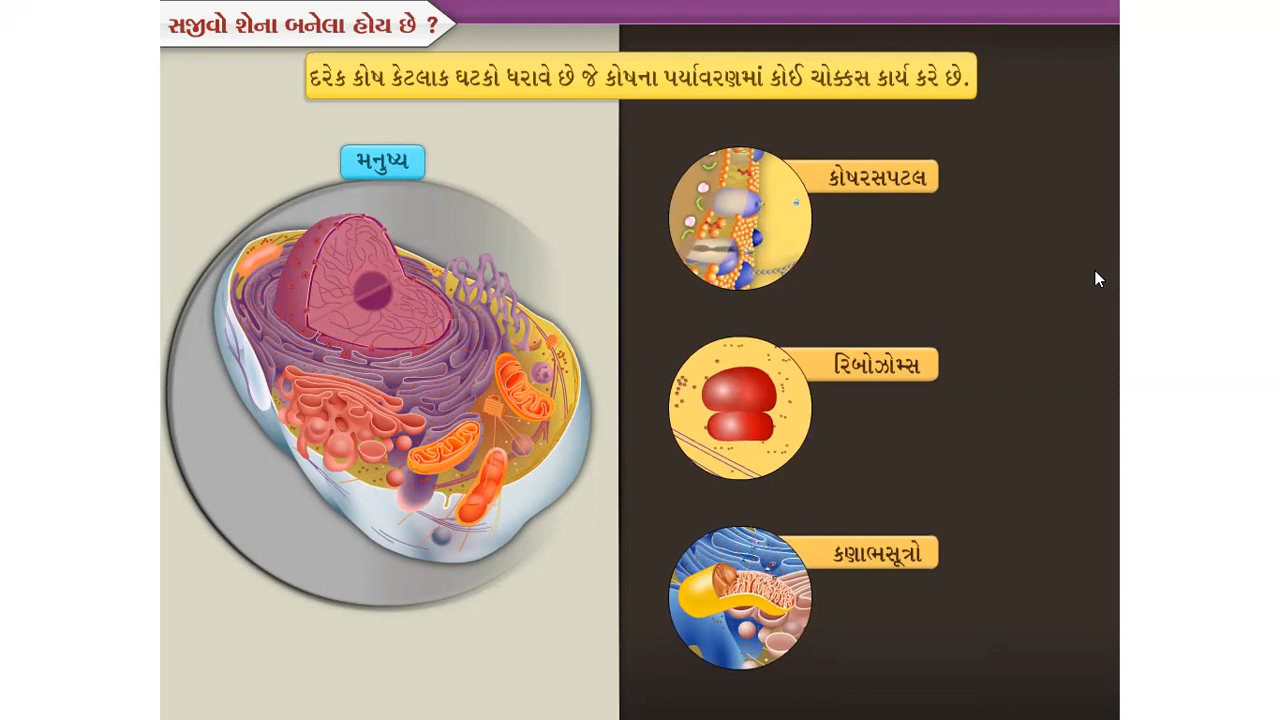 સજીવો શેના બનેલા હોય છે ?
દરેક કોષ કેટલાક ઘટકો ધરાવે છે જે કોષના પર્યાવરણમાં કોઈ ચોક્કસ કાર્ય કરે છે.
મનુષ્ય
કોષરસપટલ
રિબોઝોમ્સ
કણાભસૂત્રો